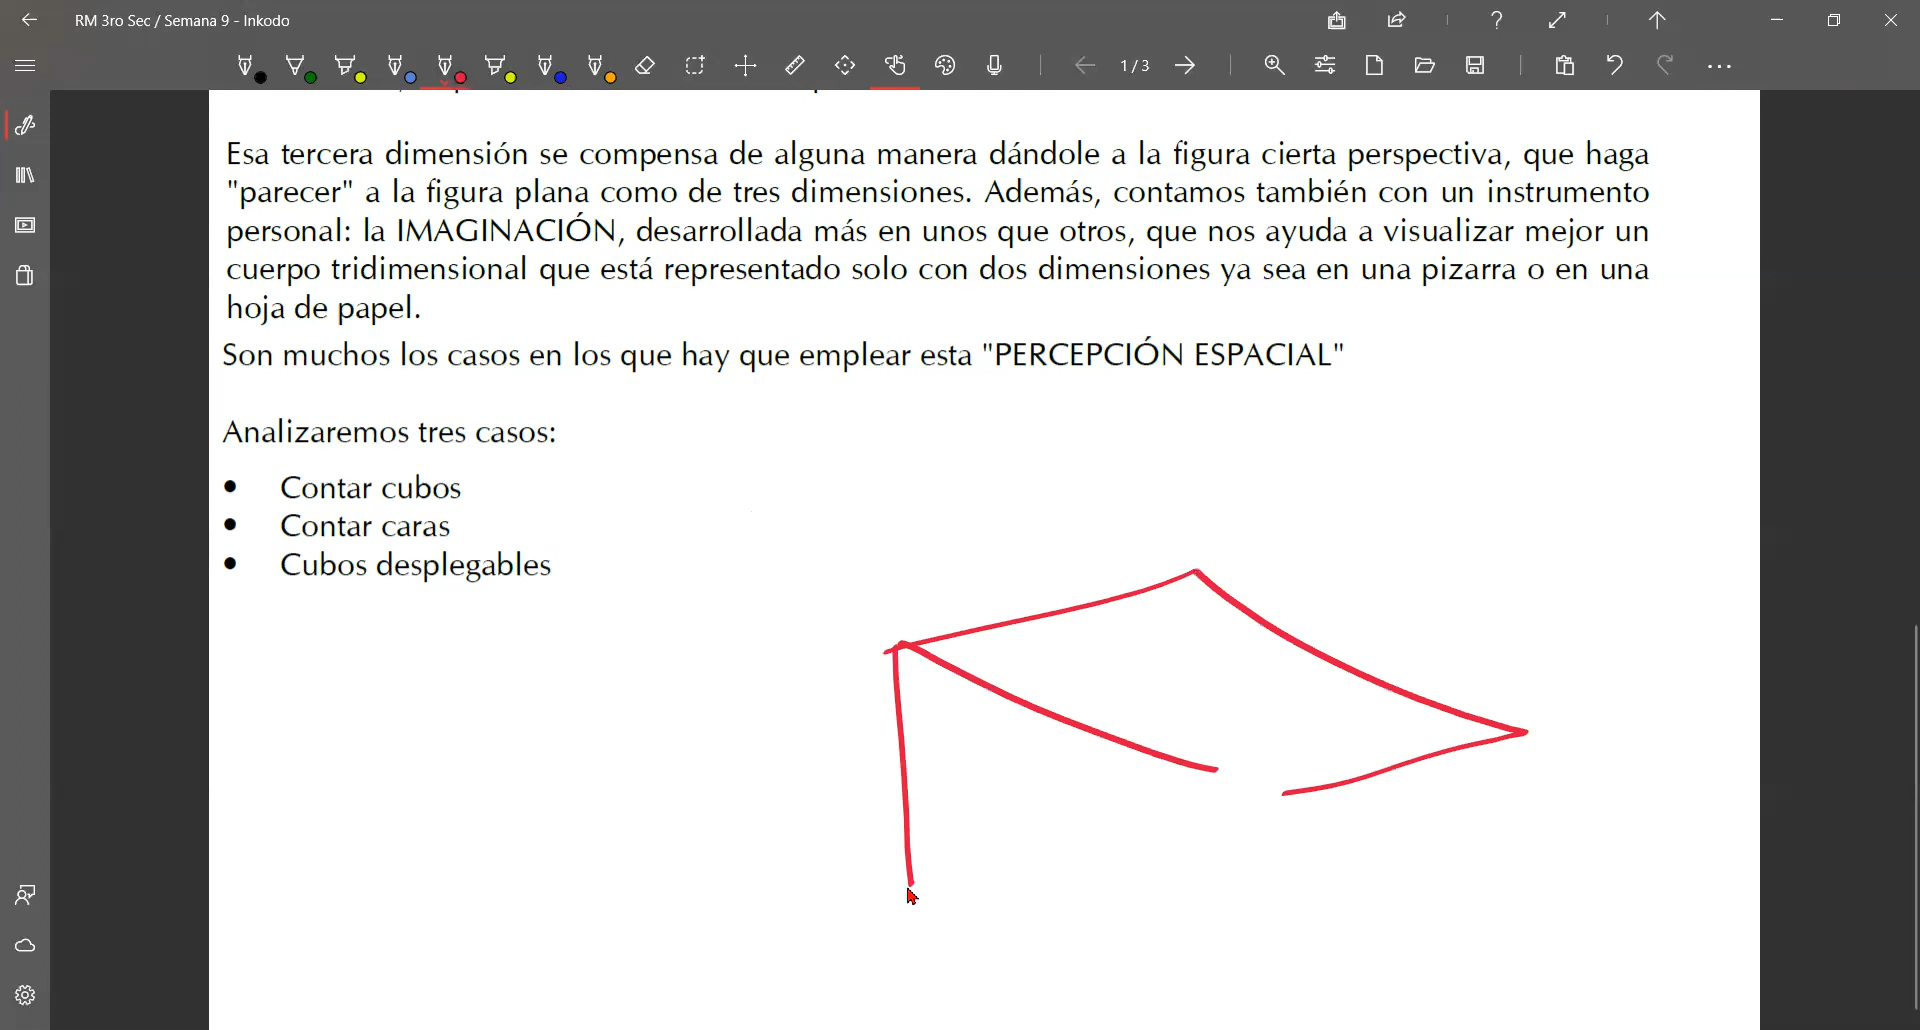 RM 3ro Sec / Semana 9 - Inkodo
1 / 3
Esa tercera dimensión se compensa de alguna manera dándole a la figura cierta perspectiva, que haga
"parecer" a la figura plana como de tres dimensiones. Además, contamos también con un instrumento
personal: la IMAGINACIÓN, desarrollada más en unos que otros, que nos ayuda a visualizar mejor un
cuerpo tridimensional que está representado solo con dos dimensiones ya sea en una pizarra o en una
hoja de papel.
Son muchos los casos en los que hay que emplear esta "PERCEPCIÓN ESPACIAL"
Analizaremos tres casos:
• Contar cubos
• Contar caras
• Cubos desplegables